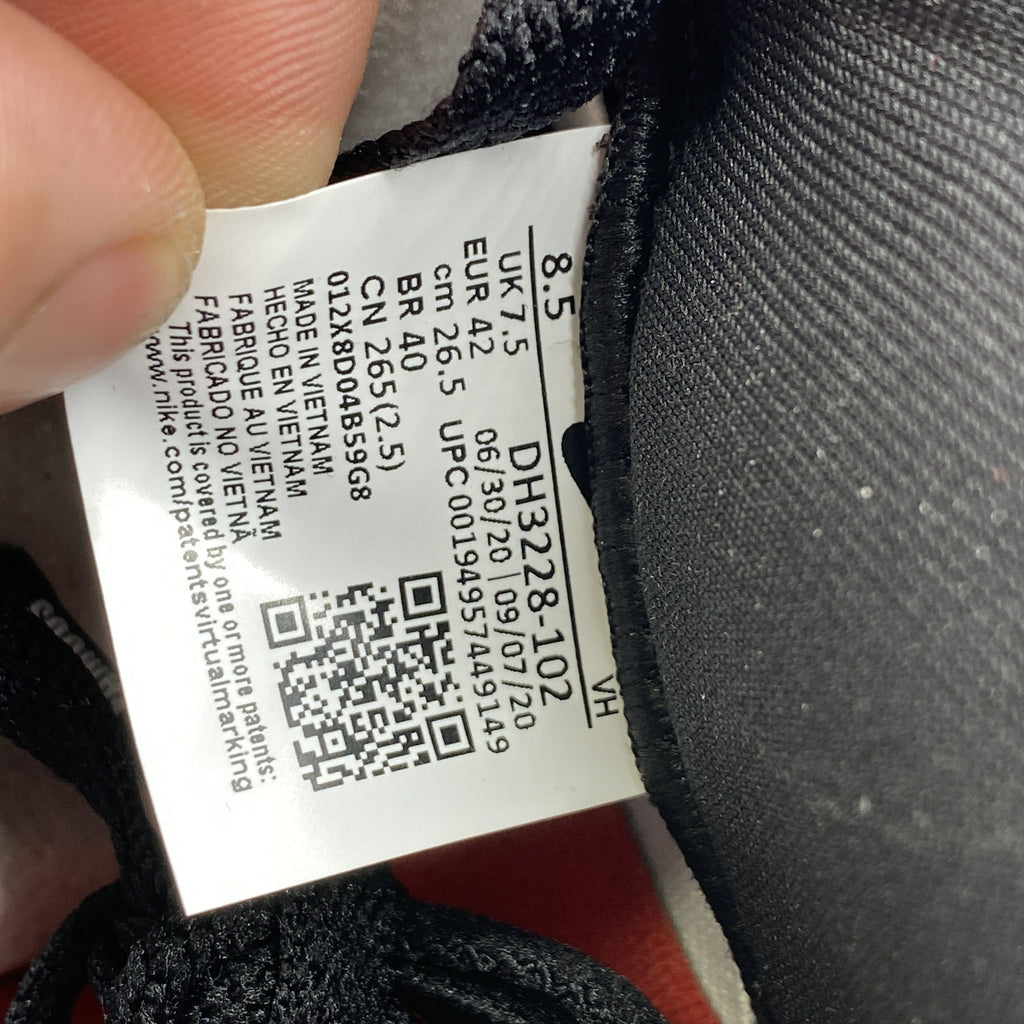 8.5
VH
UK 7.5
EUR 42
cm 26.5
BR 40
CN 265(2.5)
DH3228-102
06/30/20 | 09/07/20
UPC 00194957449149
012X8D04B59G8
MADE IN VIETNAM
HECHO EN VIETNAM
FABRIQUE AU VIETNAM
FABRICADO NO VIETNÃ
This product is covered by one or more patents:
www.nike.com/patentsvirtualmarking